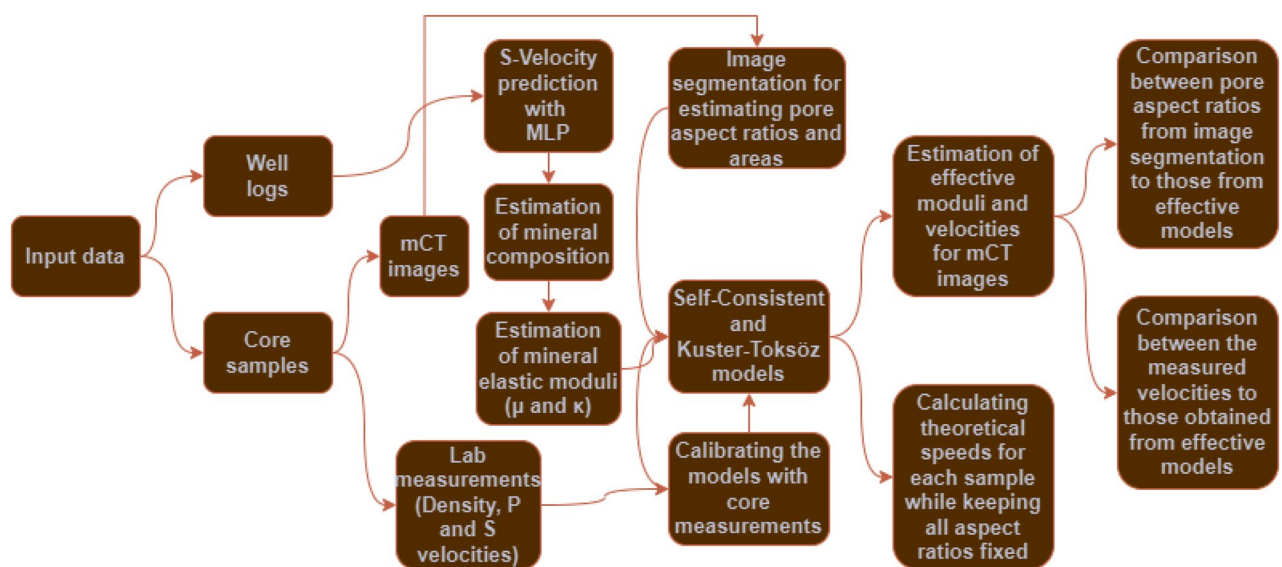 Input data
Well
logs
Core
samples
mCT
images
S-Velocity
prediction
with
MLP
Estimation
of mineral
composition
Estimation
of mineral
elastic moduli
(μ and κ)
Lab
measurements
(Density, P
and S
velocities)
Image
segmentation for
estimating pore
aspect ratios and
areas
Self-Consistent
and
Kuster-Toksöz
models
Calibrating the
models with
core
measurements
Estimation of
effective
moduli and
velocities
for mCT
images
Calculating
theoretical
speeds for
each sample
while keeping
all aspect
ratios fixed
Comparison
between pore
aspect ratios
from image
segmentation
to those from
effective
models
Comparison
between the
measured
velocities to
those obtained
from effective
models